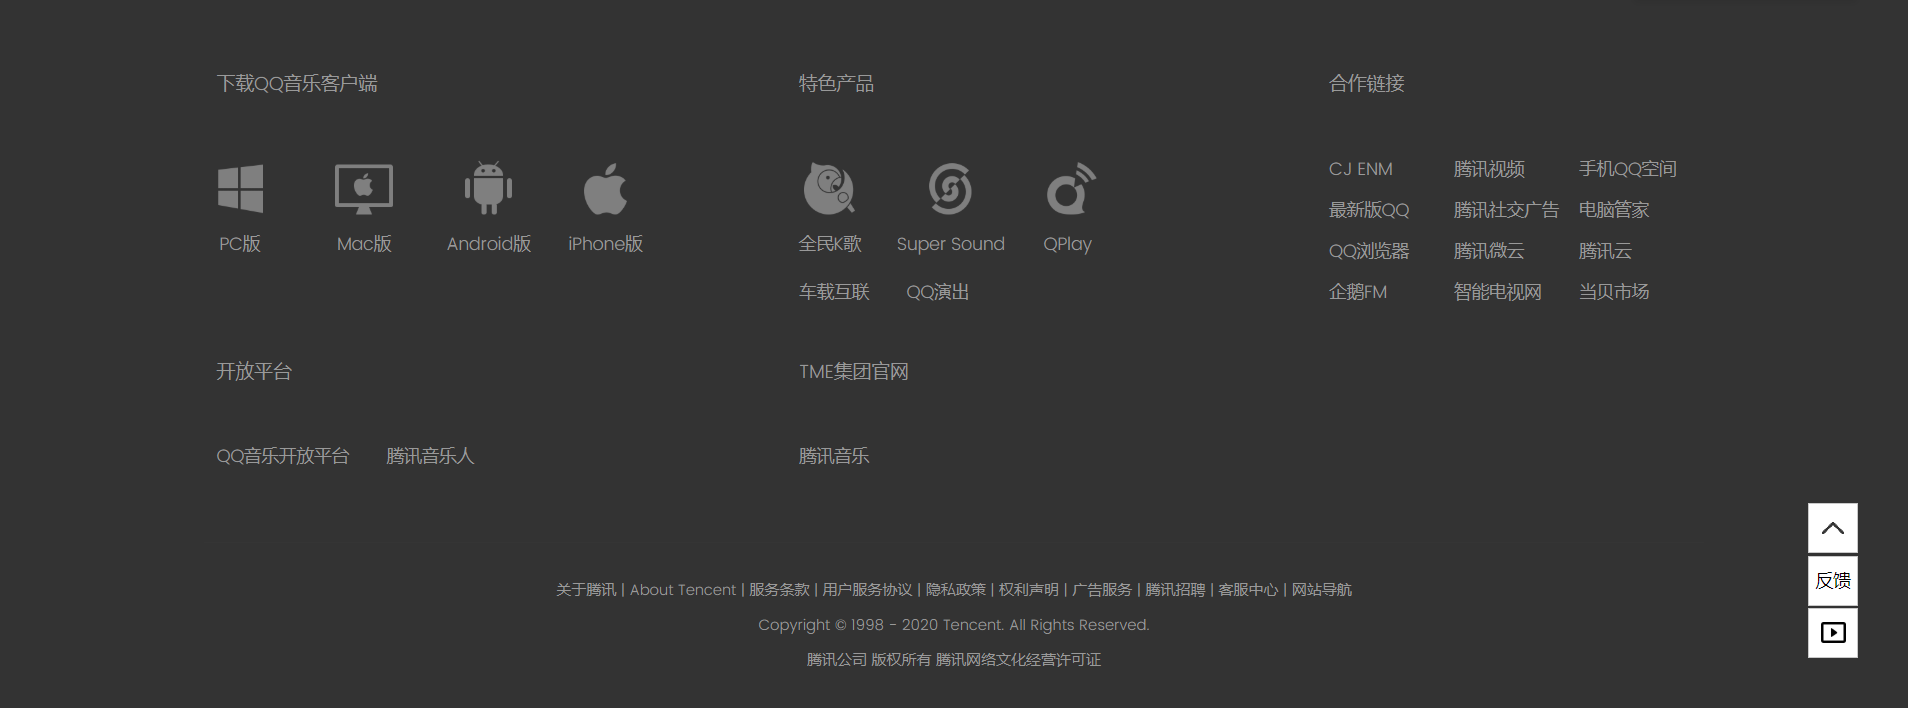 下载QQ音乐客户端
PC版 Mac版 Android版 iPhone版
特色产品
全民K歌 Super Sound QPlay
车载互联 QQ演出
合作链接
CJ ENM 腾讯视频 手机QQ空间
最新版QQ 腾讯社交广告 电脑管家
QQ浏览器 腾讯微云 腾讯云
企鹅FM 智能电视网 当贝市场
开放平台
QQ音乐开放平台 腾讯音乐人
TME集团官网
腾讯音乐
反馈
关于腾讯 | About Tencent | 服务条款 | 用户服务协议 | 隐私政策 | 权利声明 | 广告服务 | 腾讯招聘 | 客服中心 | 网站导航
Copyright © 1998 - 2020 Tencent. All Rights Reserved.
腾讯公司 版权所有 腾讯网络文化经营许可证